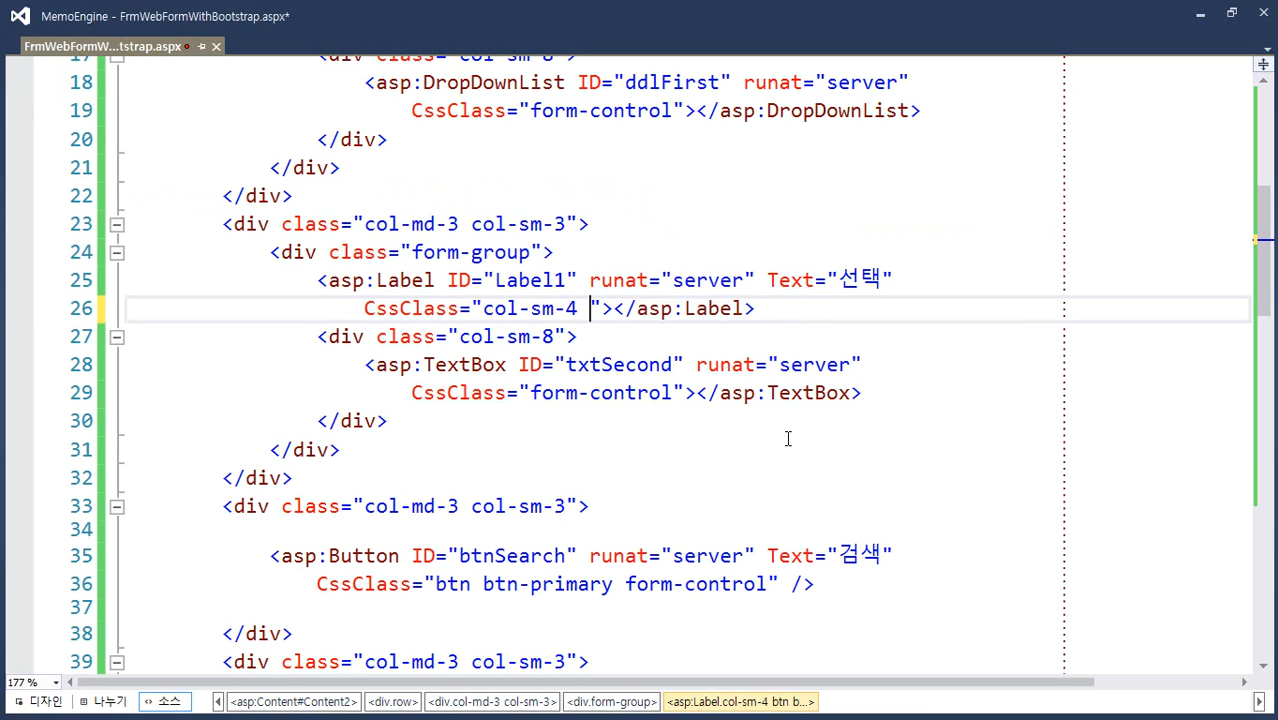 MemoEngine - FrmWebFormWithBootstrap.aspx*
FrmWebFormW...tstrap.aspx
17 <div class="col-sm-8">
18 <asp:DropDownList ID="ddlFirst" runat="server"
19 CssClass="form-control"></asp:DropDownList>
20 </div>
21 </div>
22 </div>
23 <div class="col-md-3 col-sm-3">
24 <div class="form-group">
25 <asp:Label ID="Label1" runat="server" Text="선택"
26 CssClass="col-sm-4 "></asp:Label>
27 <div class="col-sm-8">
28 <asp:TextBox ID="txtSecond" runat="server"
29 CssClass="form-control"></asp:TextBox>
30 </div>
31 </div>
32 </div>
33 <div class="col-md-3 col-sm-3">
34
35 <asp:Button ID="btnSearch" runat="server" Text="검색"
36 CssClass="btn btn-primary form-control" />
37
38 </div>
39 <div class="col-md-3 col-sm-3">
177 %
디자인 나누기 소스 <asp:Content#Content2> <div.row> <div.col-md-3 col-sm-3> <div.form-group> <asp:Label.col-sm-4 btn b...>